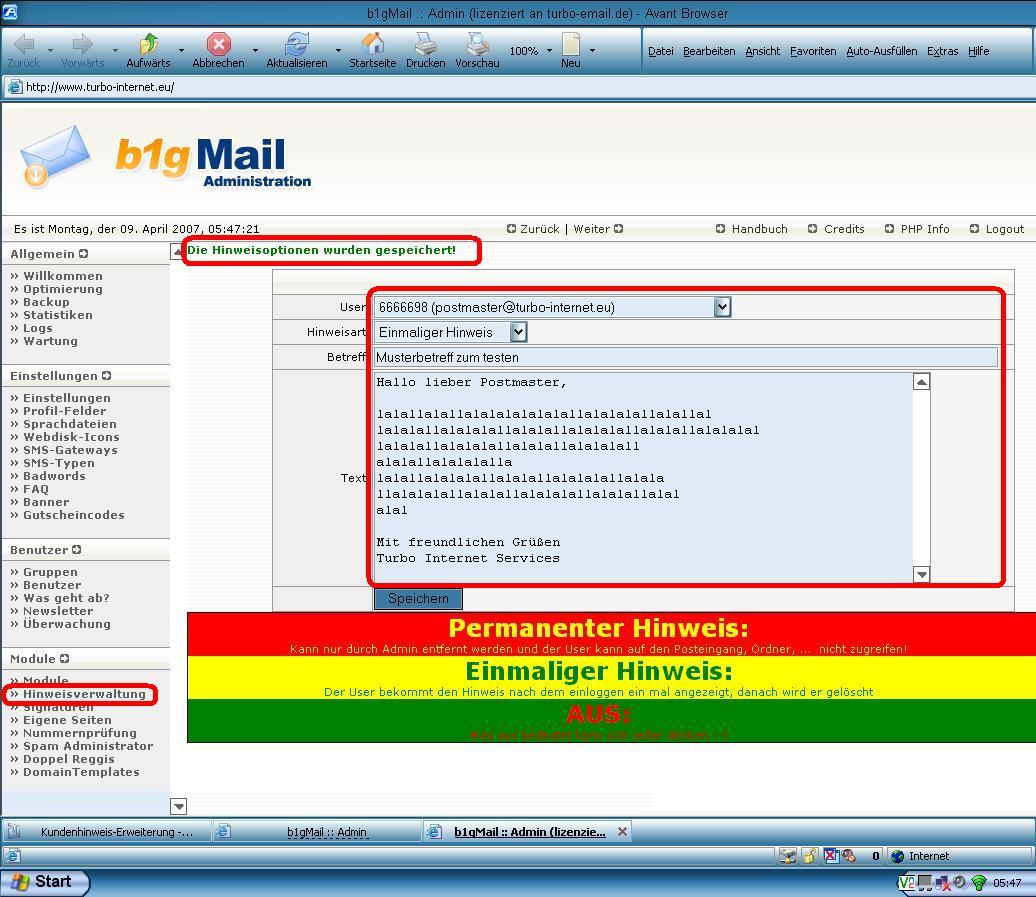 b1gMail :: Admin (lizenziert an turbo-email.de) - Avant Browser
Zurück Vorwärts Aufwärts Abbrechen Aktualisieren Startseite Drucken Vorschau 100% Neu Datei Bearbeiten Ansicht Favoriten Auto-Ausfüllen Extras Hilfe
http://www.turbo-internet.eu/
b1gMail
Administration
Es ist Montag, der 09. April 2007, 05:47:21 Zurück | Weiter Handbuch Credits PHP Info Logout
Allgemein
» Willkommen
» Optimierung
» Backup
» Statistiken
» Logs
» Wartung
Einstellungen
» Einstellungen
» Profil-Felder
» Sprachdateien
» Webdisk-Icons
» SMS-Gateways
» SMS-Typen
» Badwords
» FAQ
» Banner
» Gutscheincodes
Benutzer
» Gruppen
» Benutzer
» Was geht ab?
» Newsletter
» Überwachung
Module
» Module
» Hinweisverwaltung
» Signaturen
» Eigene Seiten
» Nummernprüfung
» Spam Administrator
» Doppel Reggis
» DomainTemplates
Die Hinweisoptionen wurden gespeichert!
User 6666698 (postmaster@turbo-internet.eu)
Hinweisart Einmaliger Hinweis
Betreff Musterbetreff zum testen
Text
Hallo lieber Postmaster,
lalallalallalalalalalallalalalallalallal
lalallalalalallalalallalalalallalalallalalalalal
lalalallalalalallalallalalalalall
alalallalalalalla
lalallalalalallalalallalalalallalala
llalalalallalalallalalalallalalallalal
alal
Mit freundlichen Grüßen
Turbo Internet Services
Speichern
Permanenter Hinweis:
Kann nur durch Admin entfernt werden und der User kann auf den Posteingang, Ordner, ... nicht zugreifen!
Einmaliger Hinweis:
Der User bekommt den Hinweis nach dem einloggen ein mal angezeigt, danach wird er gelöscht
AUS:
Kundenhinweis-Erweiterung -... b1gMail :: Admin b1gMail :: Admin (lizenzie...
0 Internet
Start 05:47